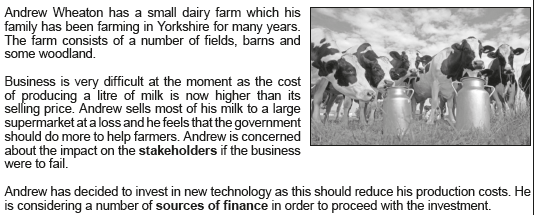 Andrew Wheaton has a small dairy farm which his
family has been farming in Yorkshire for many years.
The farm consists of a number of fields, barns and
some woodland.
Business is very difficult at the moment as the cost
of producing a litre of milk is now higher than its
selling price. Andrew sells most of his milk to a large
supermarket at a loss and he feels that the government
should do more to help farmers. Andrew is concerned
about the impact on the stakeholders if the business
were to fail.
Andrew has decided to invest in new technology as this should reduce his production costs. He
is considering a number of sources of finance in order to proceed with the investment.